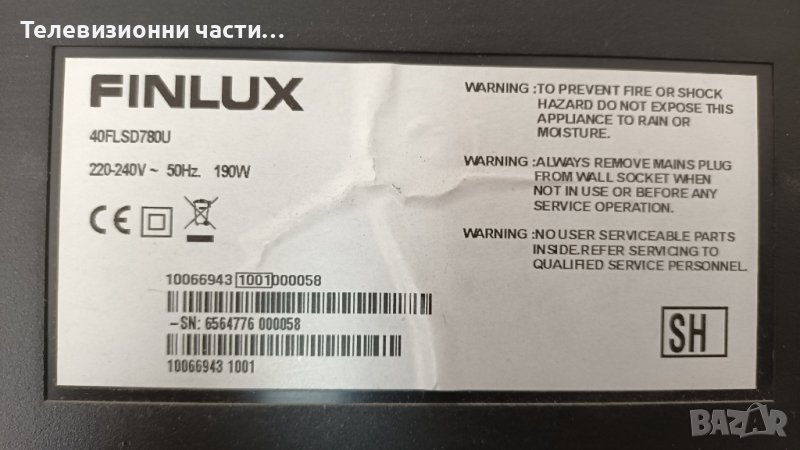 Телевизионни части…
FINLUX
40FLSD780U
220-240V ~ 50Hz. 190W
CE
10066943 1001000058
-SN: 6564776 000058
10066943 1001
WARNING :TO PREVENT FIRE OR SHOCK
HAZARD DO NOT EXPOSE THIS
APPLIANCE TO RAIN OR
MOISTURE.
WARNING :ALWAYS REMOVE MAINS PLUG
FROM WALL SOCKET WHEN
NOT IN USE OR BEFORE ANY
SERVICE OPERATION.
WARNING :NO USER SERVICEABLE PARTS
INSIDE.REFER SERVICING TO
QUALIFIED SERVICE PERSONNEL.
SH
BAZAR